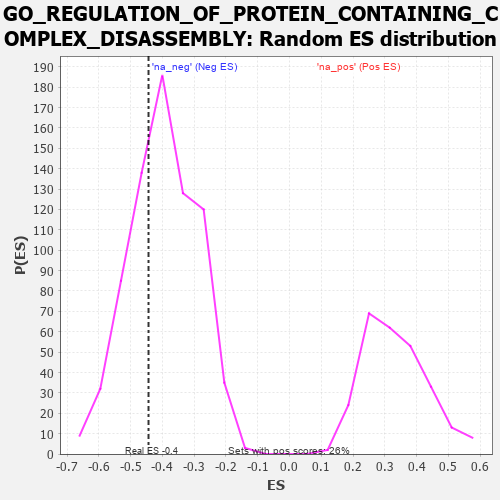 GO_REGULATION_OF_PROTEIN_CONTAINING_C
OMPLEX_DISASSEMBLY: Random ES distribution
'na_neg' (Neg ES) 'na_pos' (Pos ES)
190
180
170
160
150
140
130
120
110
100
90
80
70
60
50
40
30
20
10
0
P(ES)
Real ES -0.4 Sets with pos scores: 26%
-0.7 -0.6 -0.5 -0.4 -0.3 -0.2 -0.1 0.0 0.1 0.2 0.3 0.4 0.5 0.6
ES